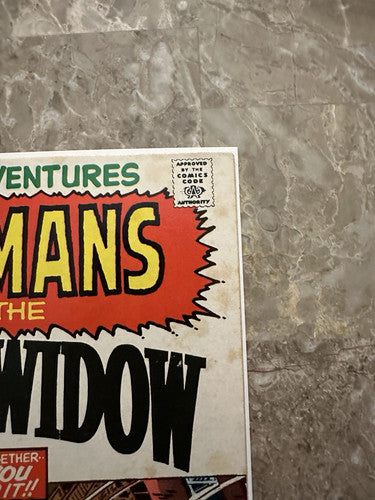 VENTURES
APPROVED
BY THE
COMICS
CODE
AUTHORITY
MANS
THE
WIDOW
ETHER..
YOU
IT!!